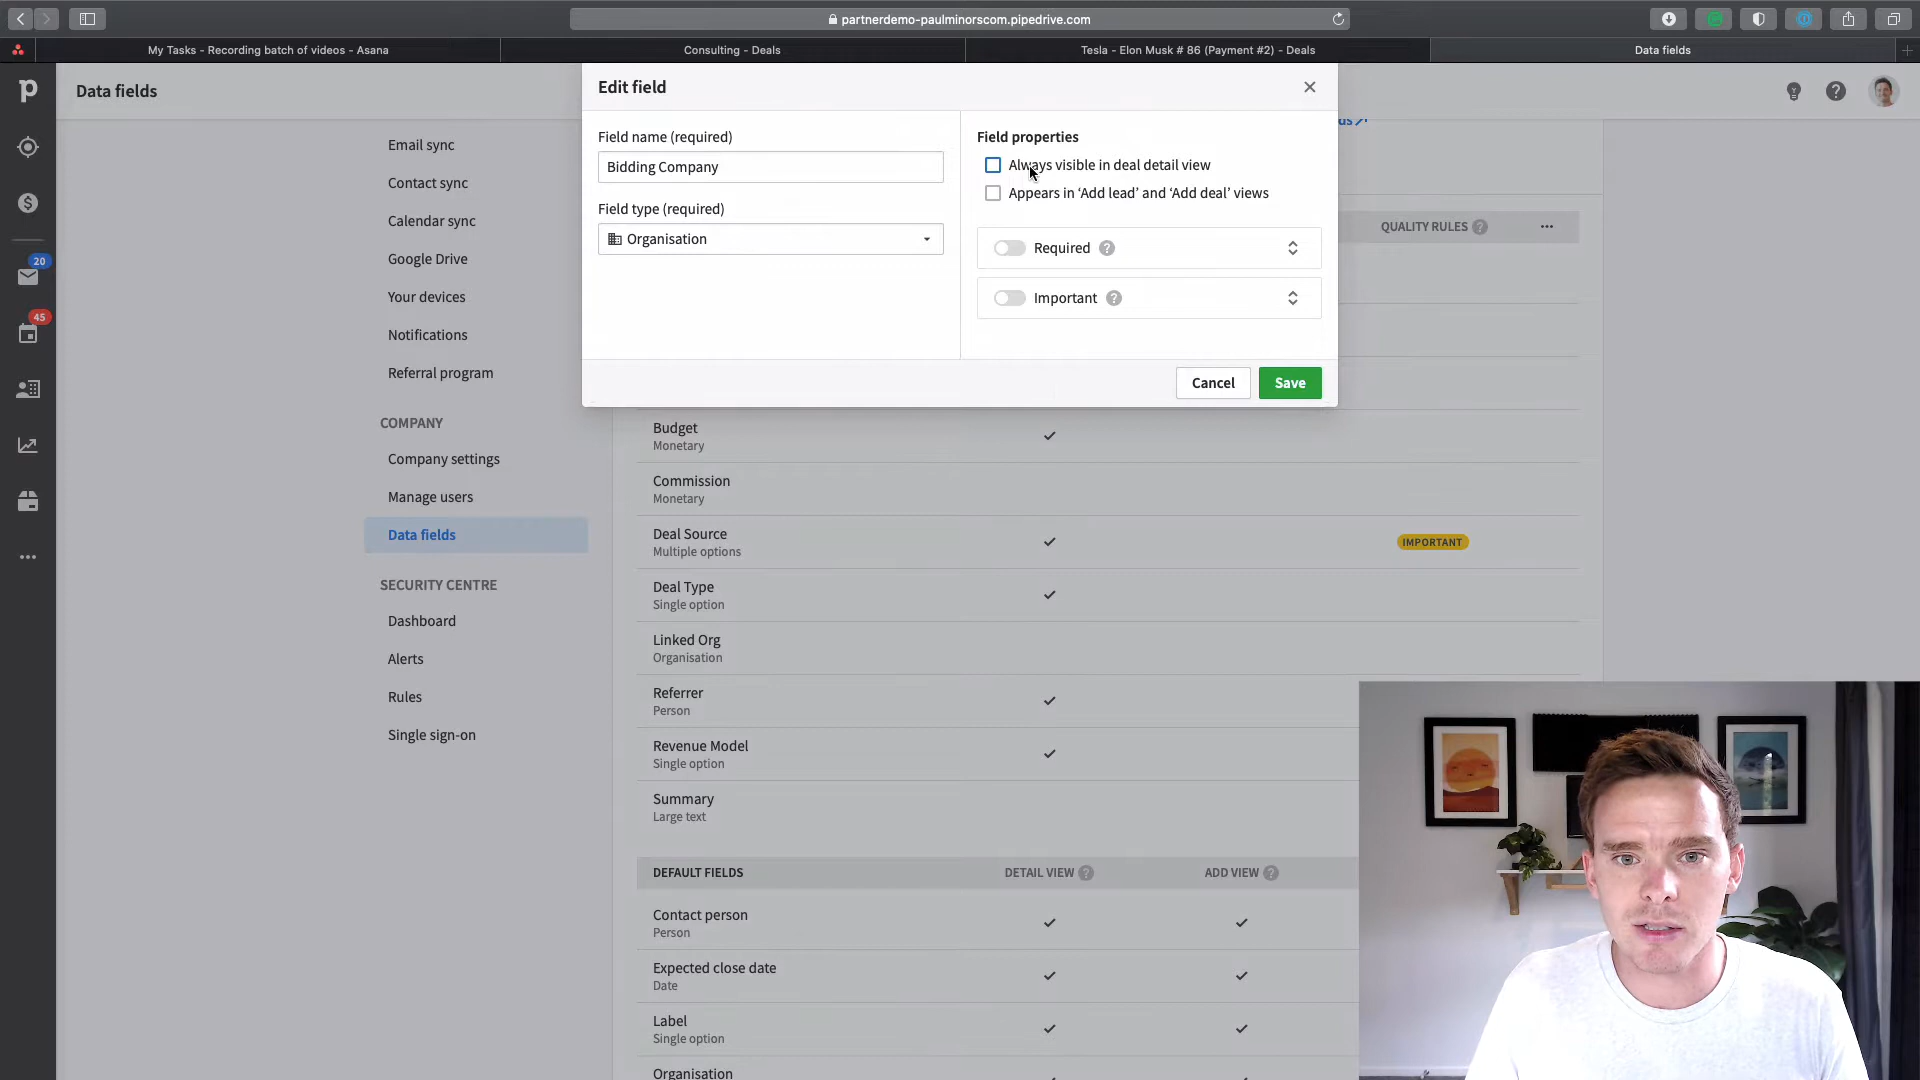 partnerdemo-paulminorscom.pipedrive.com
My Tasks - Recording batch of videos - Asana
Consulting - Deals
Tesla - Elon Musk # 86 (Payment #2) - Deals
Data fields
Data fields
20
45
Email sync
Contact sync
Calendar sync
Google Drive
Your devices
Notifications
Referral program
COMPANY
Company settings
Manage users
Data fields
SECURITY CENTRE
Dashboard
Alerts
Rules
Single sign-on
Edit field
Field name (required)
Bidding Company
Field type (required)
Organisation
Field properties
Always visible in deal detail view
Appears in ‘Add lead’ and ‘Add deal’ views
Required ?
Important ?
Cancel
Save
QUALITY RULES ?
Budget
Monetary
Commission
Monetary
Deal Source
Multiple options
IMPORTANT
Deal Type
Single option
Linked Org
Organisation
Referrer
Person
Revenue Model
Single option
Summary
Large text
DEFAULT FIELDS DETAIL VIEW ? ADD VIEW ?
Contact person
Person
Expected close date
Date
Label
Single option
Organisation